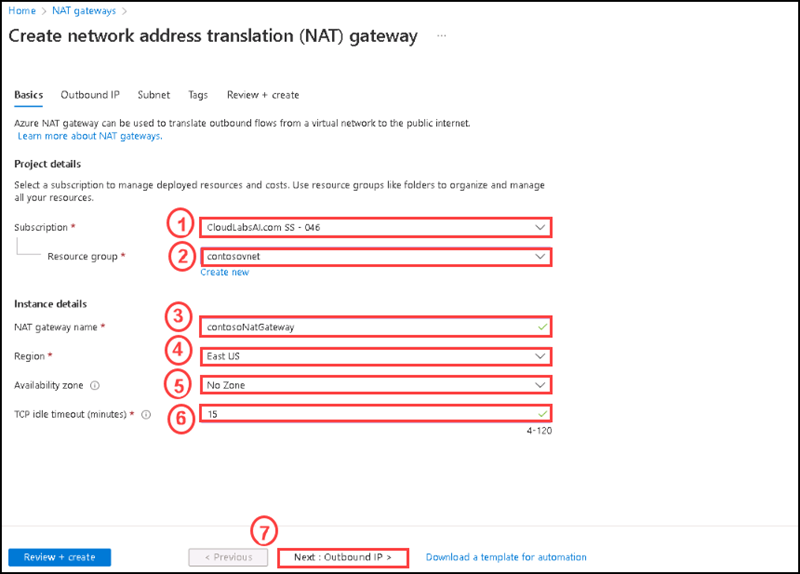 Home > NAT gateways >
Create network address translation (NAT) gateway ...
Basics Outbound IP Subnet Tags Review + create
Azure NAT gateway can be used to translate outbound flows from a virtual network to the public internet.
Learn more about NAT gateways.
Project details
Select a subscription to manage deployed resources and costs. Use resource groups like folders to organize and manage
all your resources.
Subscription * 1 CloudLabsAI.com SS - 046
Resource group * 2 contosovnet
Create new
Instance details
NAT gateway name * 3 contosoNatGateway
Region * 4 East US
Availability zone 5 No Zone
TCP idle timeout (minutes) * 6 15
4-120
7
Review + create < Previous Next : Outbound IP > Download a template for automation